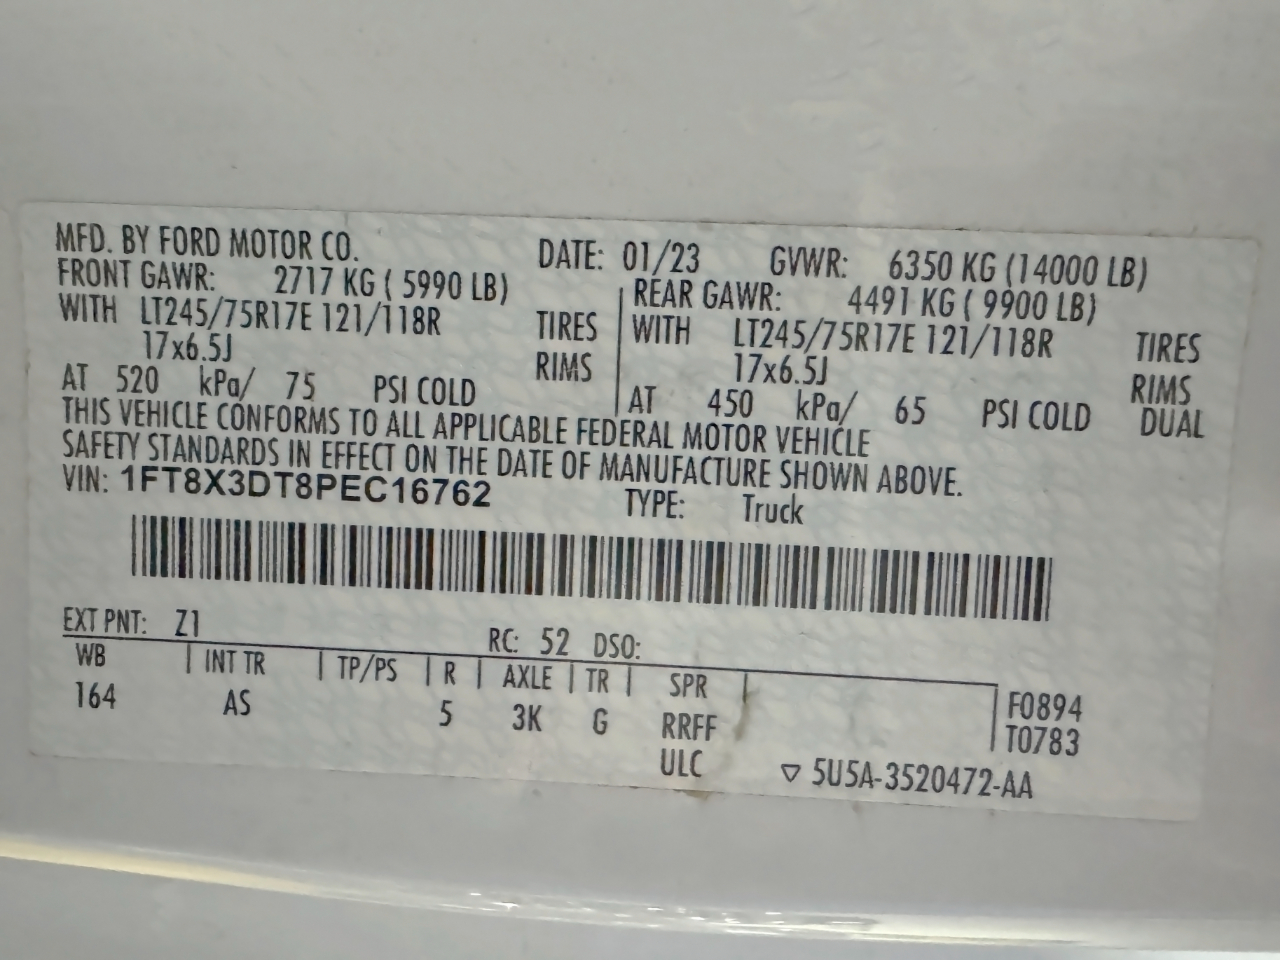 MFD. BY FORD MOTOR CO. DATE: 01/23 GVWR: 6350 KG (14000 LB)
FRONT GAWR: 2717 KG ( 5990 LB) REAR GAWR: 4491 KG ( 9900 LB)
WITH LT245/75R17E 121/118R TIRES WITH LT245/75R17E 121/118R TIRES
17x6.5J RIMS 17x6.5J RIMS
AT 520 kPa/ 75 PSI COLD AT 450 kPa/ 65 PSI COLD DUAL
THIS VEHICLE CONFORMS TO ALL APPLICABLE FEDERAL MOTOR VEHICLE
SAFETY STANDARDS IN EFFECT ON THE DATE OF MANUFACTURE SHOWN ABOVE.
VIN: 1FT8X3DT8PEC16762 TYPE: Truck
EXT PNT: Z1 RC: 52 DSO:
WB INT TR TP/PS R AXLE TR SPR F0894
164 AS 5 3K G RRFF T0783
ULC ▽ 5U5A-3520472-AA